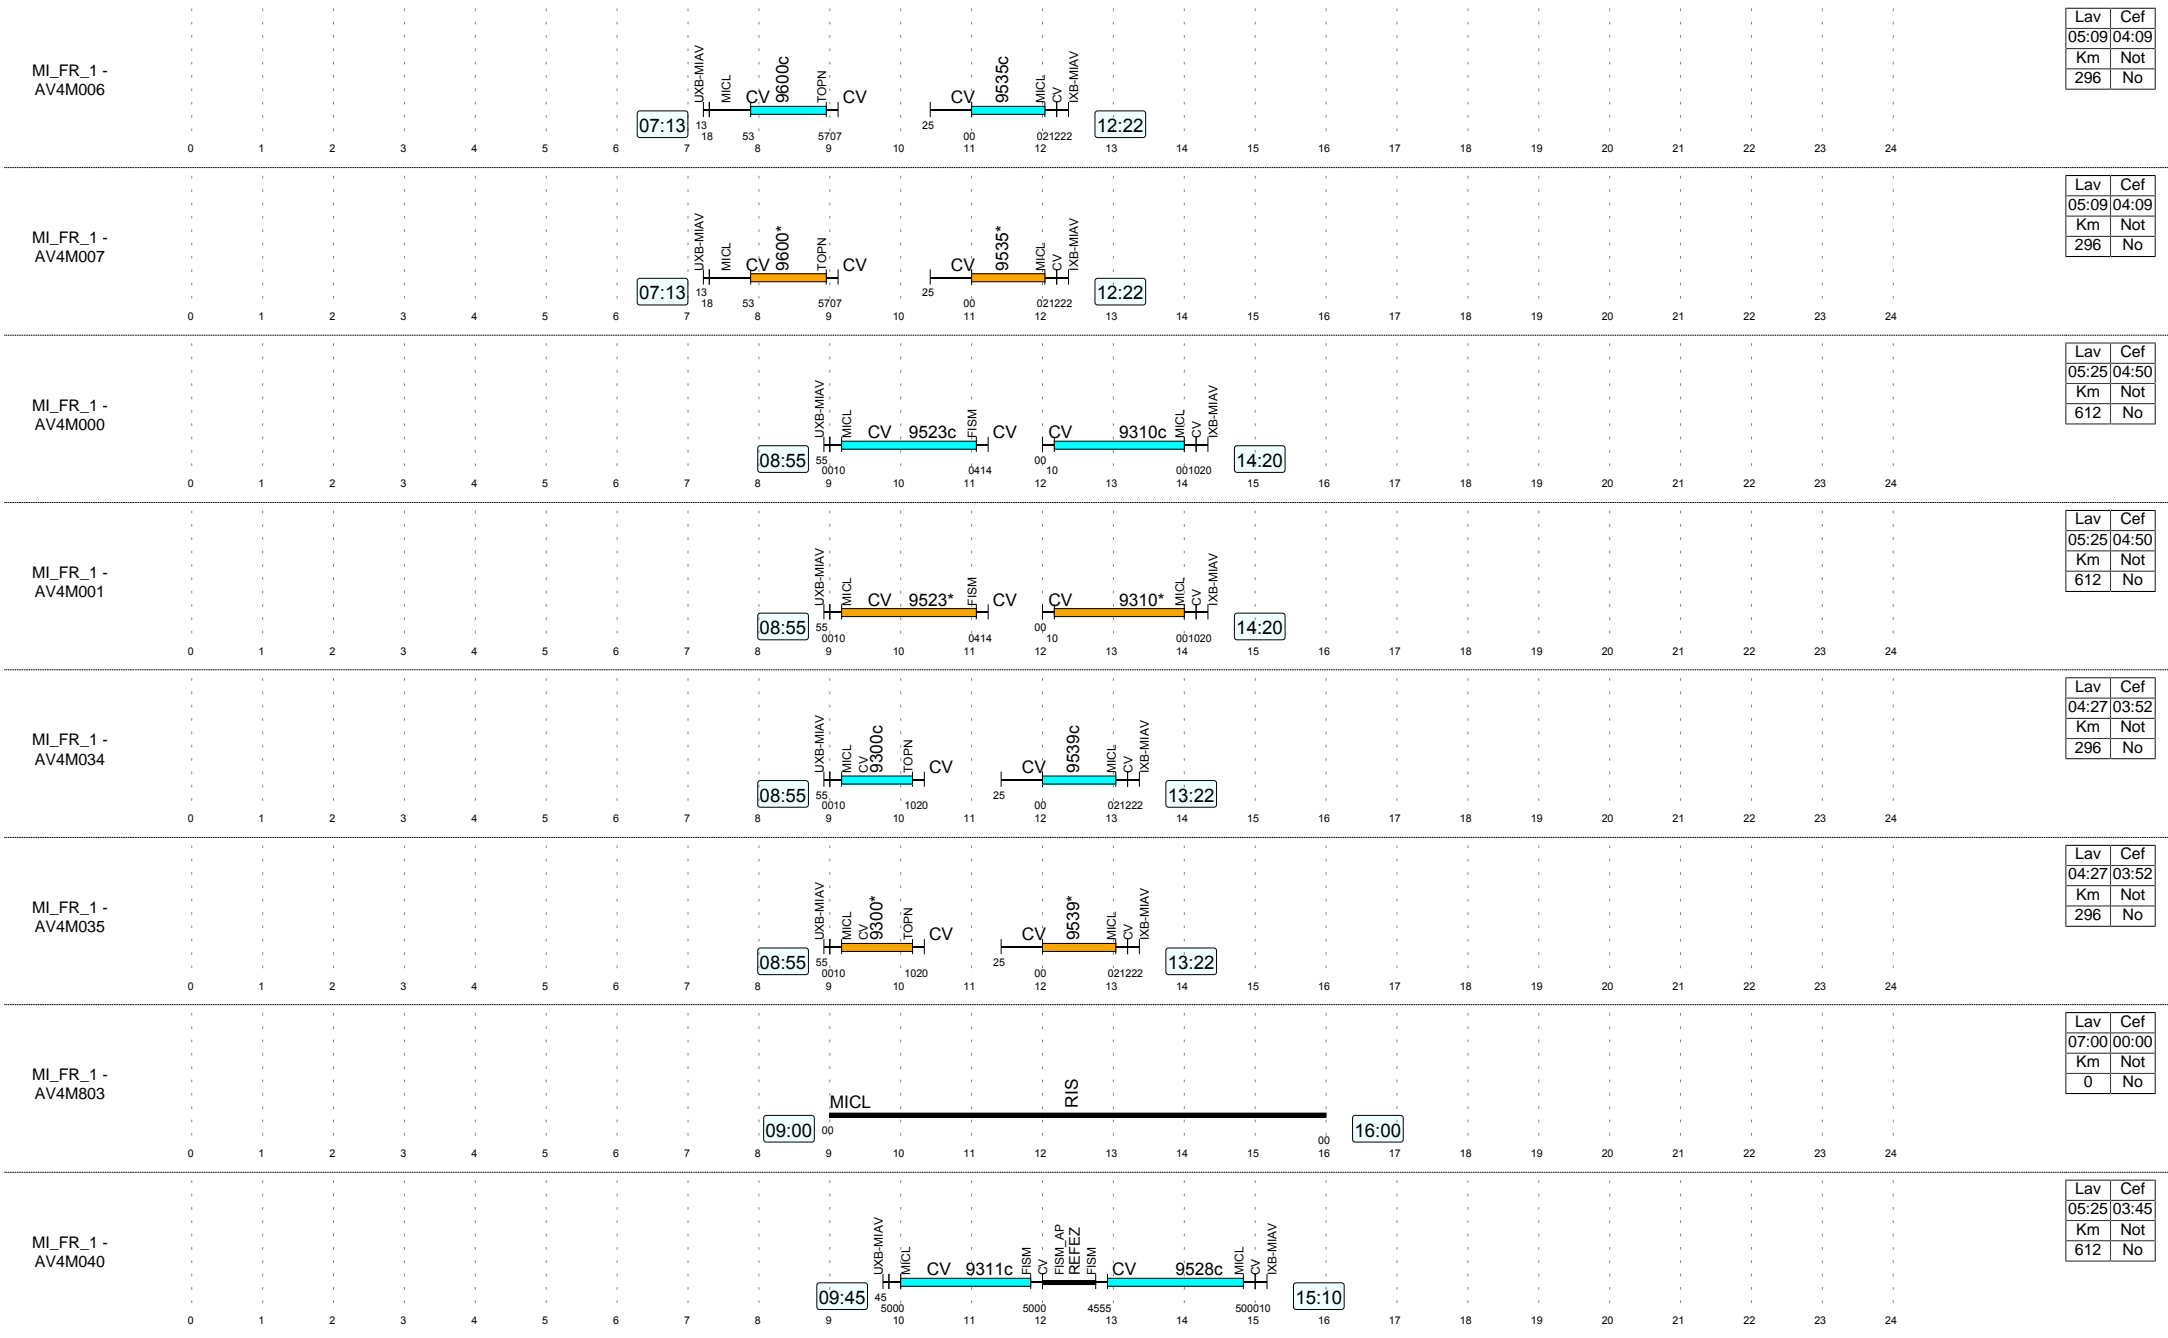 MI_FR_1 -
AV4M006
UXB-MIAV
MICL
CV
9600c
TOPN
CV
CV
9535c
MICL
CV
IXB-MIAV
07:13
13
18
53
5707
25
00
021222
12:22
0 1 2 3 4 5 6 7 8 9 10 11 12 13 14 15 16 17 18 19 20 21 22 23 24
Lav Cef
05:09 04:09
Km Not
296 No
MI_FR_1 -
AV4M007
UXB-MIAV
MICL
CV
9600*
TOPN
CV
CV
9535*
MICL
CV
IXB-MIAV
07:13
13
18
53
5707
25
00
021222
12:22
0 1 2 3 4 5 6 7 8 9 10 11 12 13 14 15 16 17 18 19 20 21 22 23 24
Lav Cef
05:09 04:09
Km Not
296 No
MI_FR_1 -
AV4M000
UXB-MIAV
MICL
CV 9523c
FISM
CV
CV 9310c
MICL
CV
IXB-MIAV
08:55
55
0010
0414
00
10
001020
14:20
0 1 2 3 4 5 6 7 8 9 10 11 12 13 14 15 16 17 18 19 20 21 22 23 24
Lav Cef
05:25 04:50
Km Not
612 No
MI_FR_1 -
AV4M001
UXB-MIAV
MICL
CV 9523*
FISM
CV
CV 9310*
MICL
CV
IXB-MIAV
08:55
55
0010
0414
00
10
001020
14:20
0 1 2 3 4 5 6 7 8 9 10 11 12 13 14 15 16 17 18 19 20 21 22 23 24
Lav Cef
05:25 04:50
Km Not
612 No
MI_FR_1 -
AV4M034
UXB-MIAV
MICL
CV
9300c
TOPN
CV
CV
9539c
MICL
CV
IXB-MIAV
08:55
55
0010
1020
25
00
021222
13:22
0 1 2 3 4 5 6 7 8 9 10 11 12 13 14 15 16 17 18 19 20 21 22 23 24
Lav Cef
04:27 03:52
Km Not
296 No
MI_FR_1 -
AV4M035
UXB-MIAV
MICL
CV
9300*
TOPN
CV
CV
9539*
MICL
CV
IXB-MIAV
08:55
55
0010
1020
25
00
021222
13:22
0 1 2 3 4 5 6 7 8 9 10 11 12 13 14 15 16 17 18 19 20 21 22 23 24
Lav Cef
04:27 03:52
Km Not
296 No
MI_FR_1 -
AV4M803
MICL
RIS
09:00
00
00
16:00
0 1 2 3 4 5 6 7 8 9 10 11 12 13 14 15 16 17 18 19 20 21 22 23 24
Lav Cef
07:00 00:00
Km Not
0 No
MI_FR_1 -
AV4M040
UXB-MIAV
MICL
CV 9311c
FISM
CV
FISM_AP
REFEZ
FISM
CV 9528c
MICL
CV
IXB-MIAV
09:45
45
5000
5000
4555
500010
15:10
0 1 2 3 4 5 6 7 8 9 10 11 12 13 14 15 16 17 18 19 20 21 22 23 24
Lav Cef
05:25 03:45
Km Not
612 No